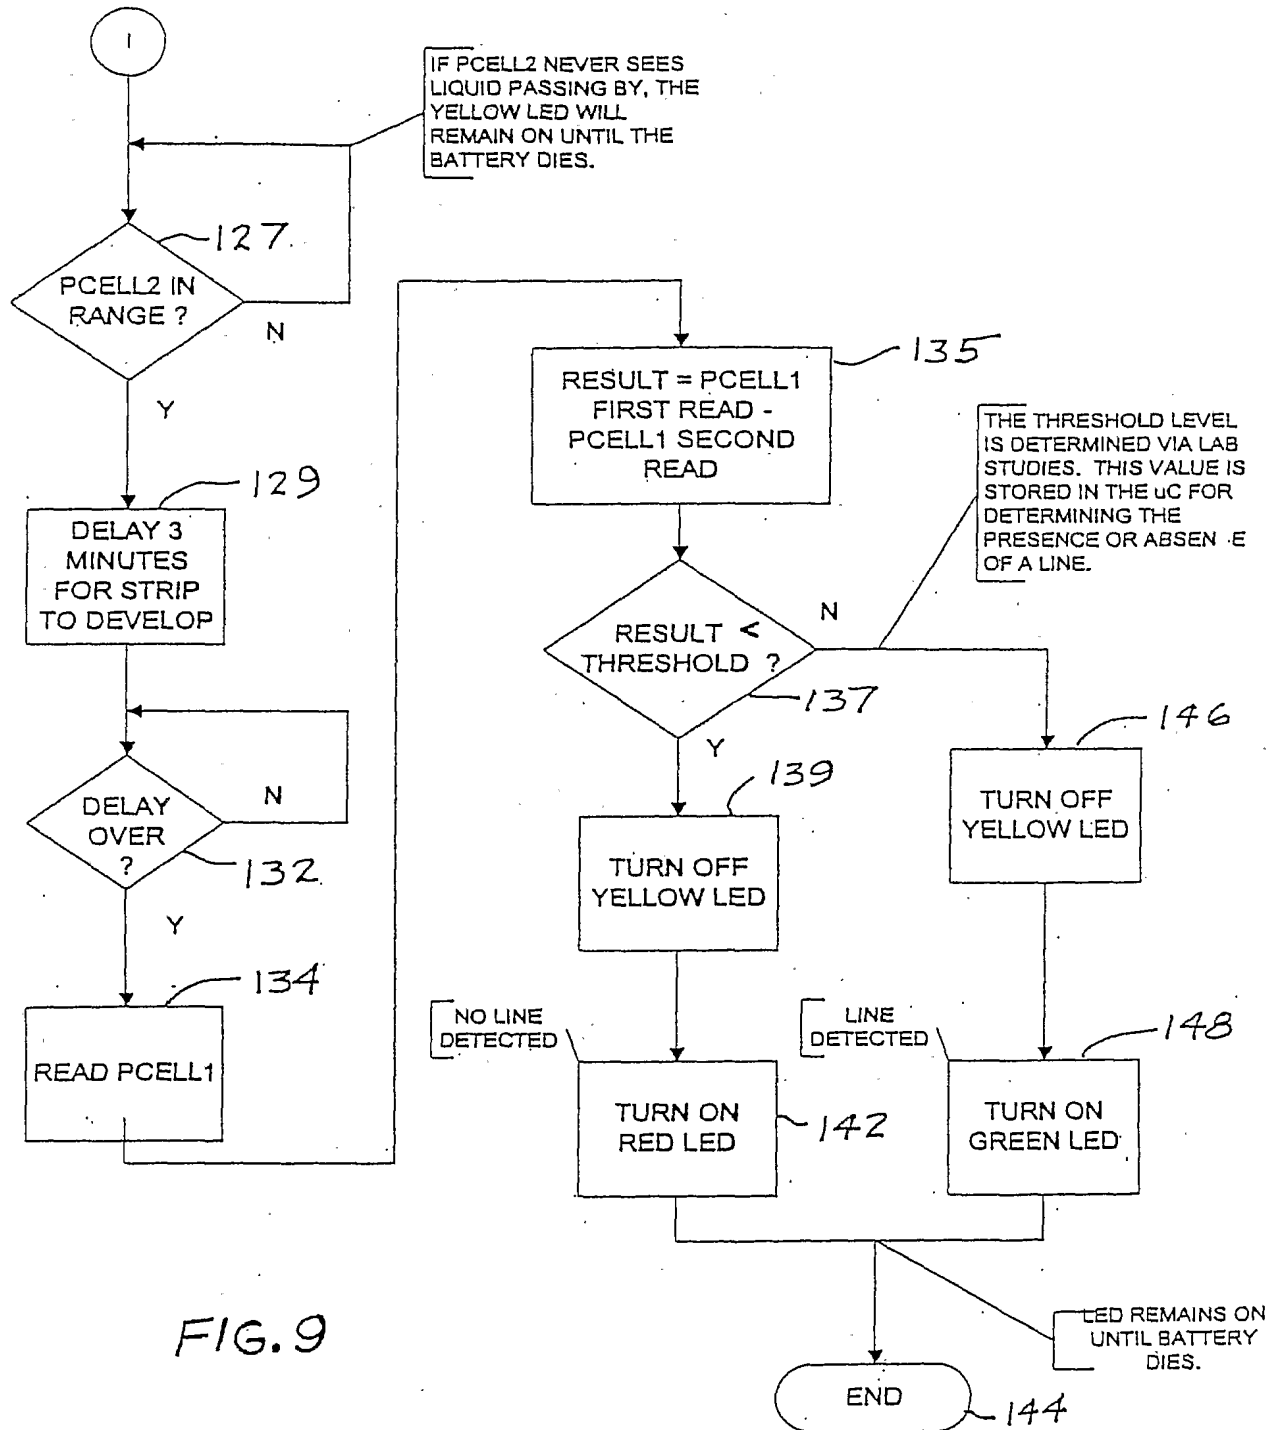 I
IF PCELL2 NEVER SEES
LIQUID PASSING BY, THE
YELLOW LED WILL
REMAIN ON UNTIL THE
BATTERY DIES.
127
PCELL2 IN
RANGE ?
N
Y
129
DELAY 3
MINUTES
FOR STRIP
TO DEVELOP
DELAY
OVER
?
N
132
Y
134
READ PCELL1
135
RESULT = PCELL1
FIRST READ -
PCELL1 SECOND
READ
THE THRESHOLD LEVEL
IS DETERMINED VIA LAB
STUDIES. THIS VALUE IS
STORED IN THE uC FOR
DETERMINING THE
PRESENCE OR ABSEN E
OF A LINE.
N
RESULT <
THRESHOLD ?
137
Y
139
TURN OFF
YELLOW LED
146
TURN OFF
YELLOW LED
NO LINE
DETECTED
TURN ON
RED LED
142
LINE
DETECTED
148
TURN ON
GREEN LED
LED REMAINS ON
UNTIL BATTERY
DIES.
END
144
FIG. 9